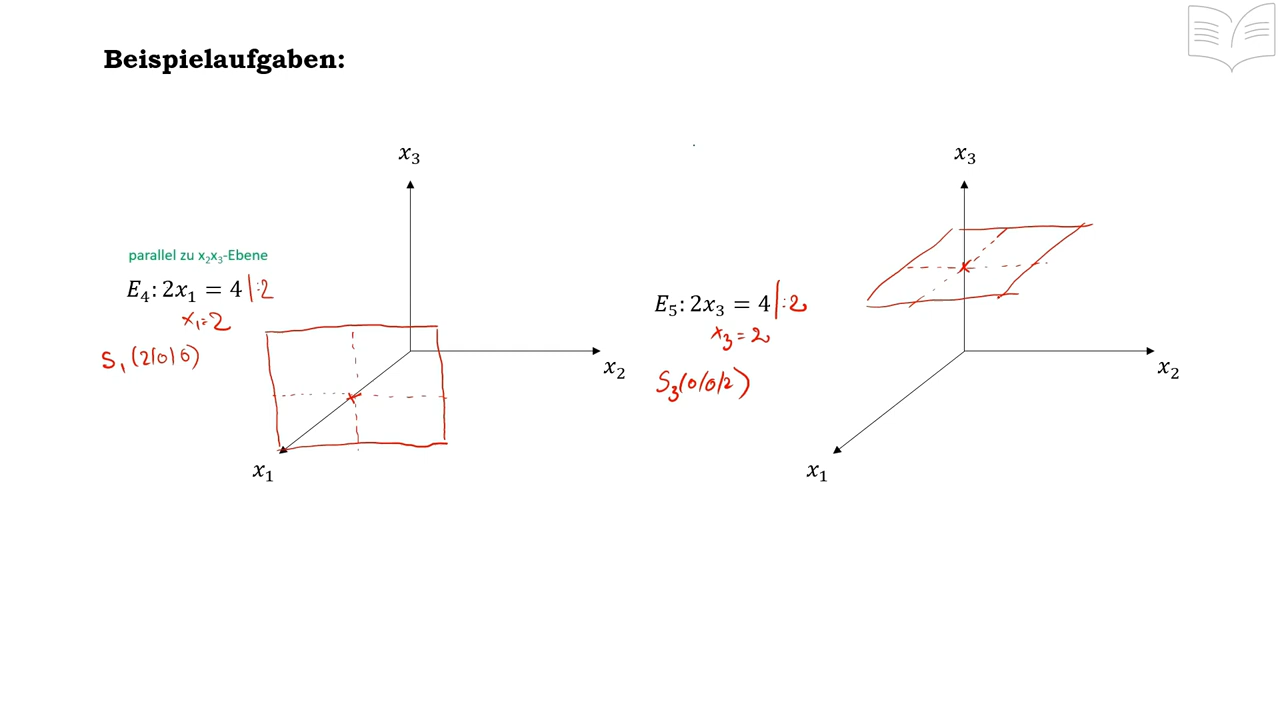 Beispielaufgaben:
x₃
parallel zu x₂x₃-Ebene
E₄: 2x₁ = 4 |:2
x₁=2
S₁ (2|0|0)
x₂
x₁
x₃
E₅: 2x₃ = 4 |:2
x₃ = 2
S₃ (0|0|2)
x₂
x₁